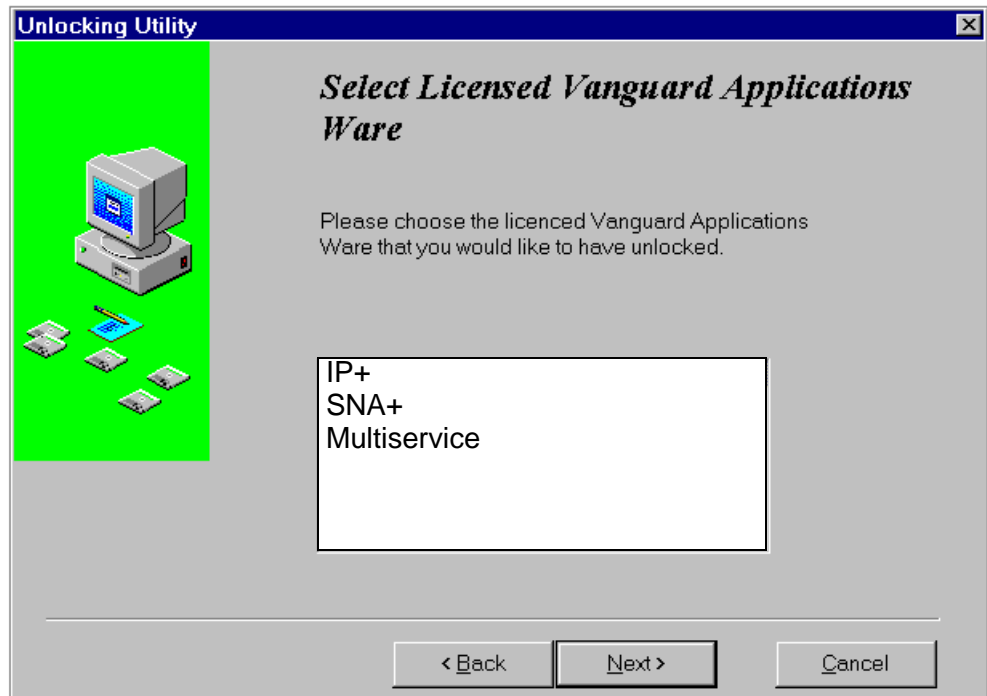 Unlocking Utility
Select Licensed Vanguard Applications
Ware
Please choose the licenced Vanguard Applications
Ware that you would like to have unlocked.
IP+
SNA+
Multiservice
< Back
Next >
Cancel